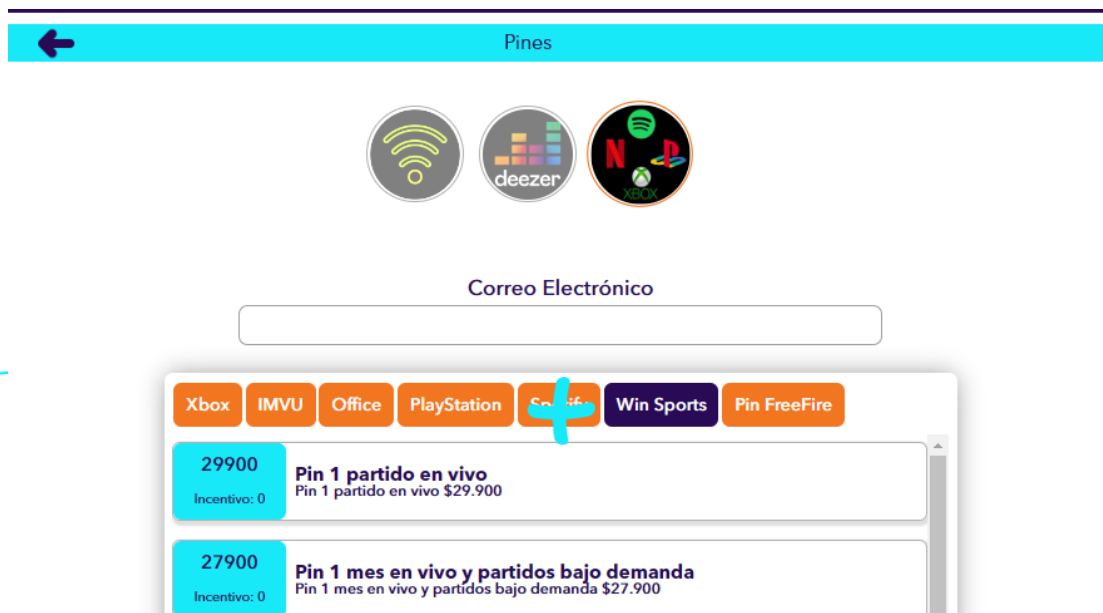 Pines
deezer
N
XBOX
Correo Electrónico
Xbox IMVU Office PlayStation Win Sports Pin FreeFire
29900
Incentivo: 0
Pin 1 partido en vivo
Pin 1 partido en vivo $29.900
27900
Incentivo: 0
Pin 1 mes en vivo y partidos bajo demanda
Pin 1 mes en vivo y partidos bajo demanda $27.900